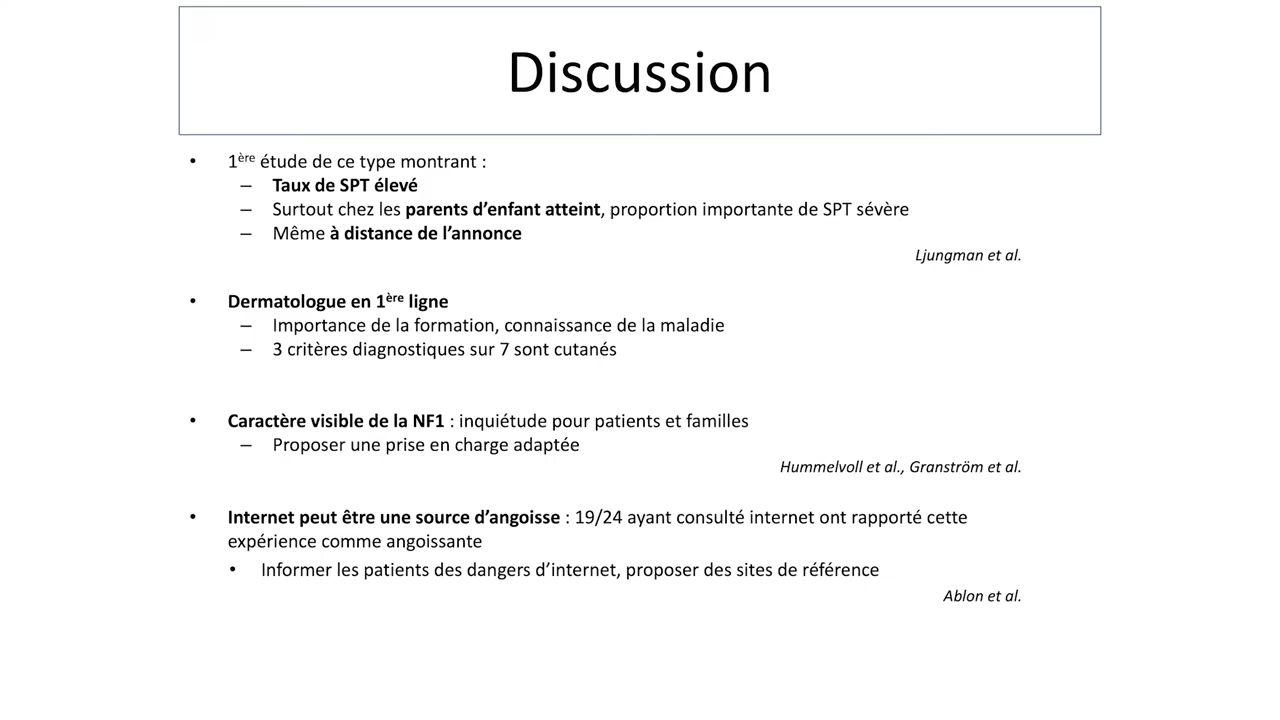 Discussion
• 1ère étude de ce type montrant :
– Taux de SPT élevé
– Surtout chez les parents d’enfant atteint, proportion importante de SPT sévère
– Même à distance de l’annonce
Ljungman et al.
• Dermatologue en 1ère ligne
– Importance de la formation, connaissance de la maladie
– 3 critères diagnostiques sur 7 sont cutanés
• Caractère visible de la NF1 : inquiétude pour patients et familles
– Proposer une prise en charge adaptée
Hummelvoll et al., Granström et al.
• Internet peut être une source d’angoisse : 19/24 ayant consulté internet ont rapporté cette
expérience comme angoissante
• Informer les patients des dangers d’internet, proposer des sites de référence
Ablon et al.